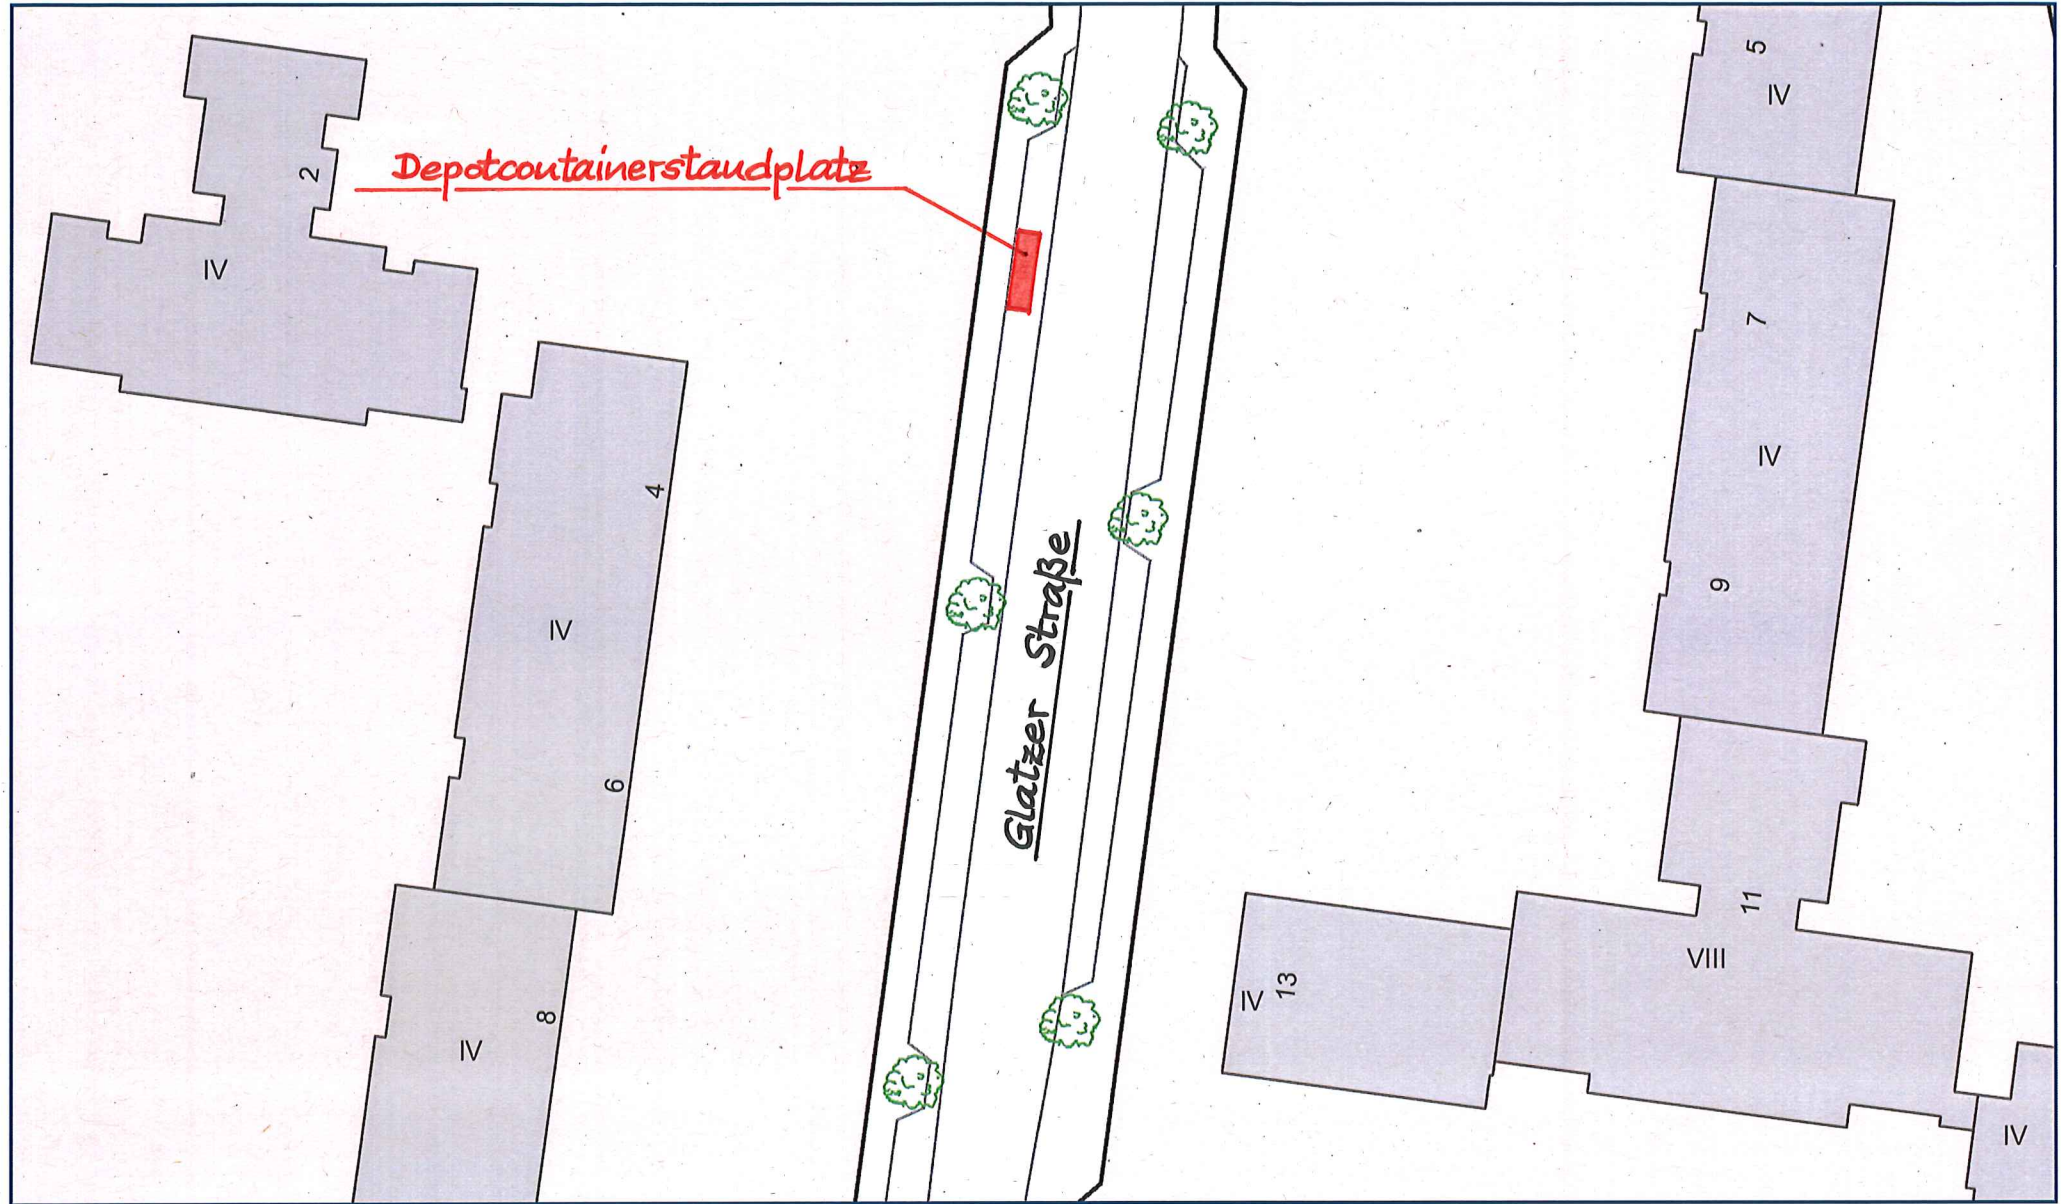 5
IV
2
Depotcontainerstandplatz
IV
7
4
IV
9
IV
Glatzer Straße
6
11
VIII
IV
13
8
IV
IV